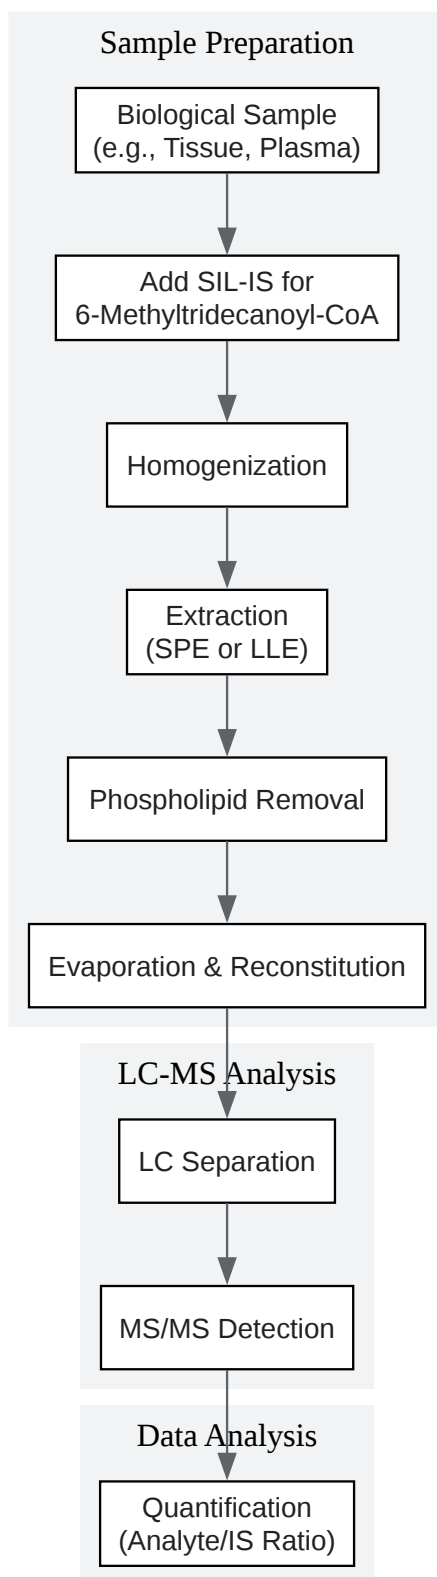 Sample Preparation
Biological Sample
(e.g., Tissue, Plasma)
Add SIL-IS for
6-Methyltridecanoyl-CoA
Homogenization
Extraction
(SPE or LLE)
Phospholipid Removal
Evaporation & Reconstitution
LC-MS Analysis
LC Separation
MS/MS Detection
Data Analysis
Quantification
(Analyte/IS Ratio)